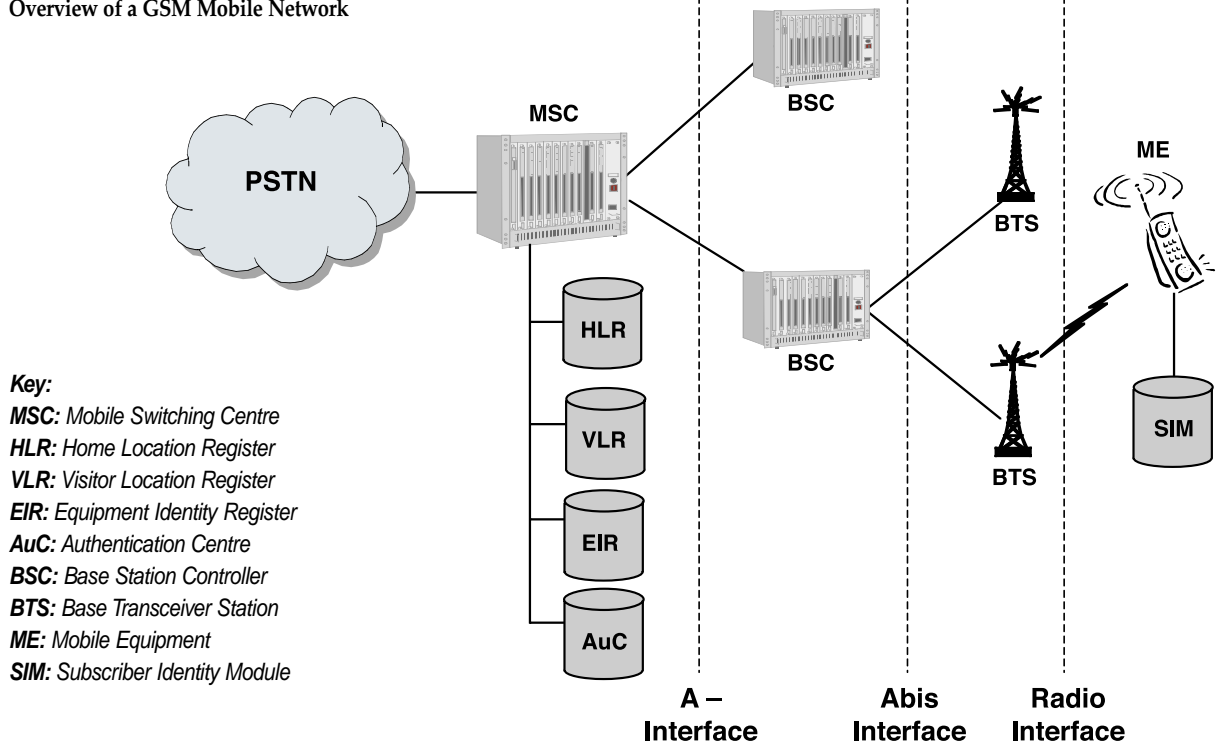 Overview of a GSM Mobile Network
BSC
MSC
PSTN
ME
BTS
HLR
BSC
Key:
MSC: Mobile Switching Centre
HLR: Home Location Register
VLR: Visitor Location Register
EIR: Equipment Identity Register
AuC: Authentication Centre
BSC: Base Station Controller
BTS: Base Transceiver Station
ME: Mobile Equipment
SIM: Subscriber Identity Module
VLR
SIM
BTS
EIR
AuC
A –
Interface
Abis
Interface
Radio
Interface